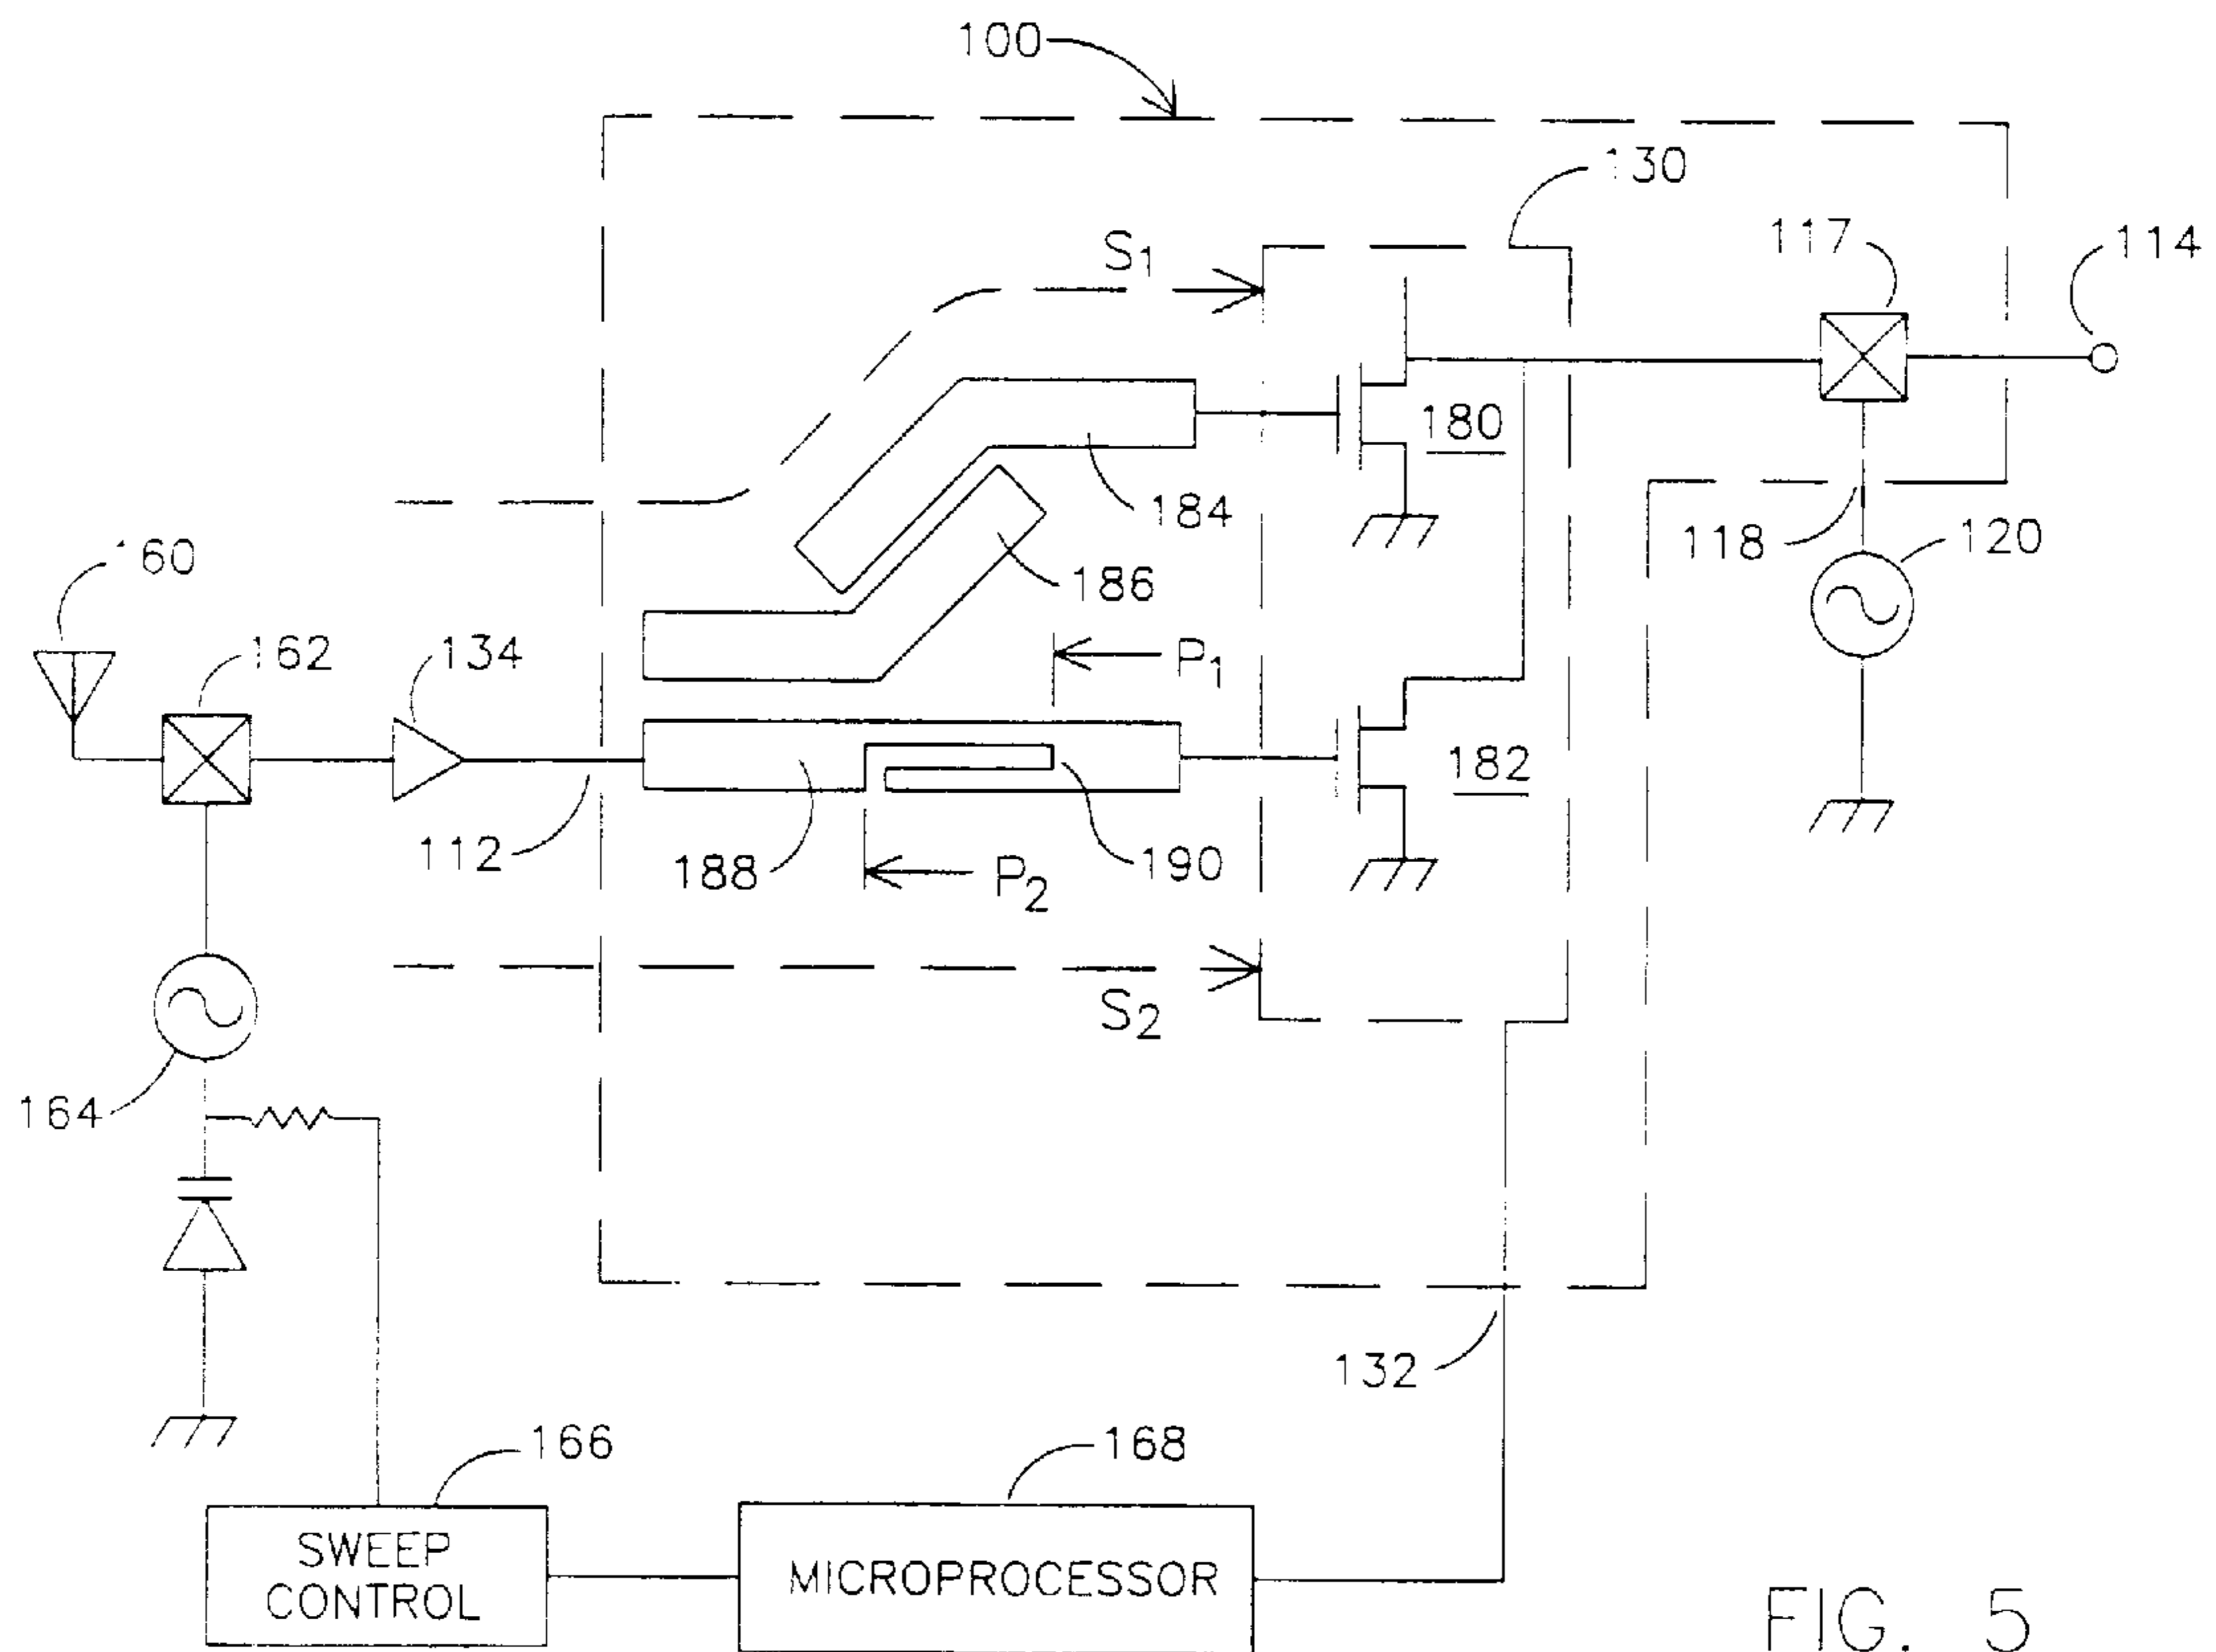 100
130
117
114
S1
180
184
118
120
160
186
162
134
P1
182
112
188
190
P2
S2
164
132
166
168
SWEEP
CONTROL
MICROPROCESSOR
FIG. 5